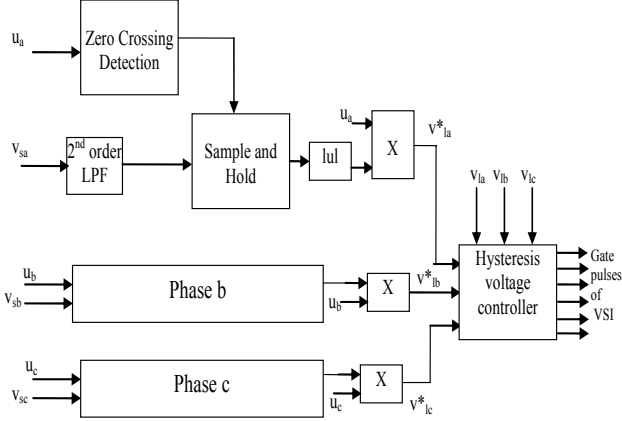 u_a
Zero Crossing
Detection
v_sa
2^nd order
LPF
Sample and
Hold
lul
u_a
X
v*_la
v_la
v_lb
v_lc
Hysteresis
voltage
controller
Gate
pulses
of
VSI
u_b
v_sb
Phase b
u_b
X
v*_lb
u_c
v_sc
Phase c
u_c
X
v*_lc